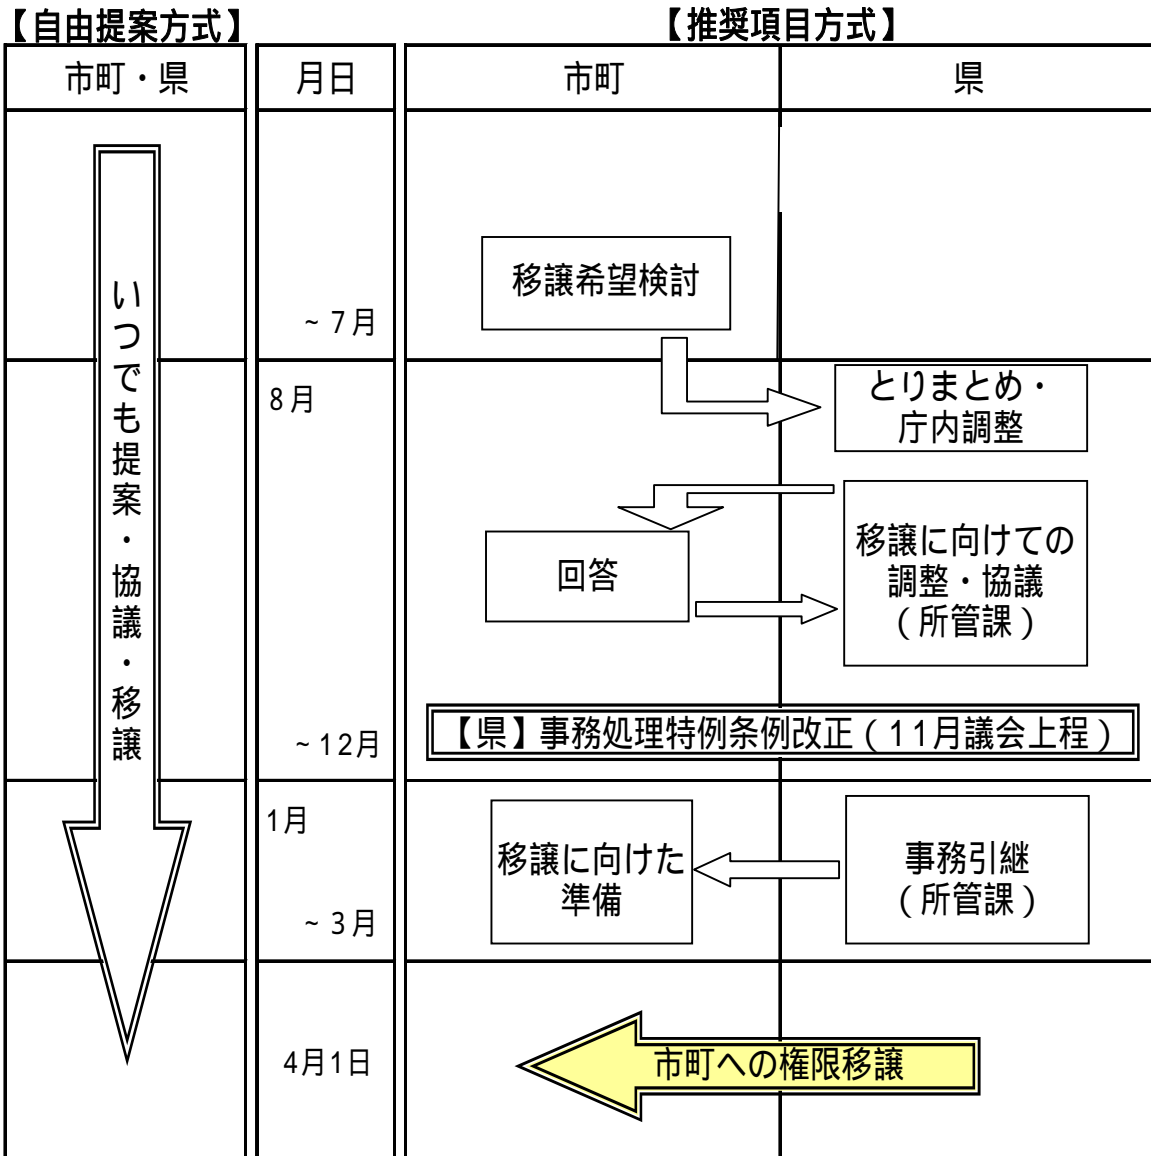 【自由提案方式】
【推奨項目方式】
市町・県
月日
市町
県
いつでも提案・協議・移譲
~７月
移譲希望検討
８月
とりまとめ・
庁内調整
移譲に向けての
調整・協議
（所管課）
回答
~12月
【県】事務処理特例条例改正（11月議会上程）
1月
~３月
移譲に向けた
準備
事務引継
（所管課）
4月1日
市町への権限移譲